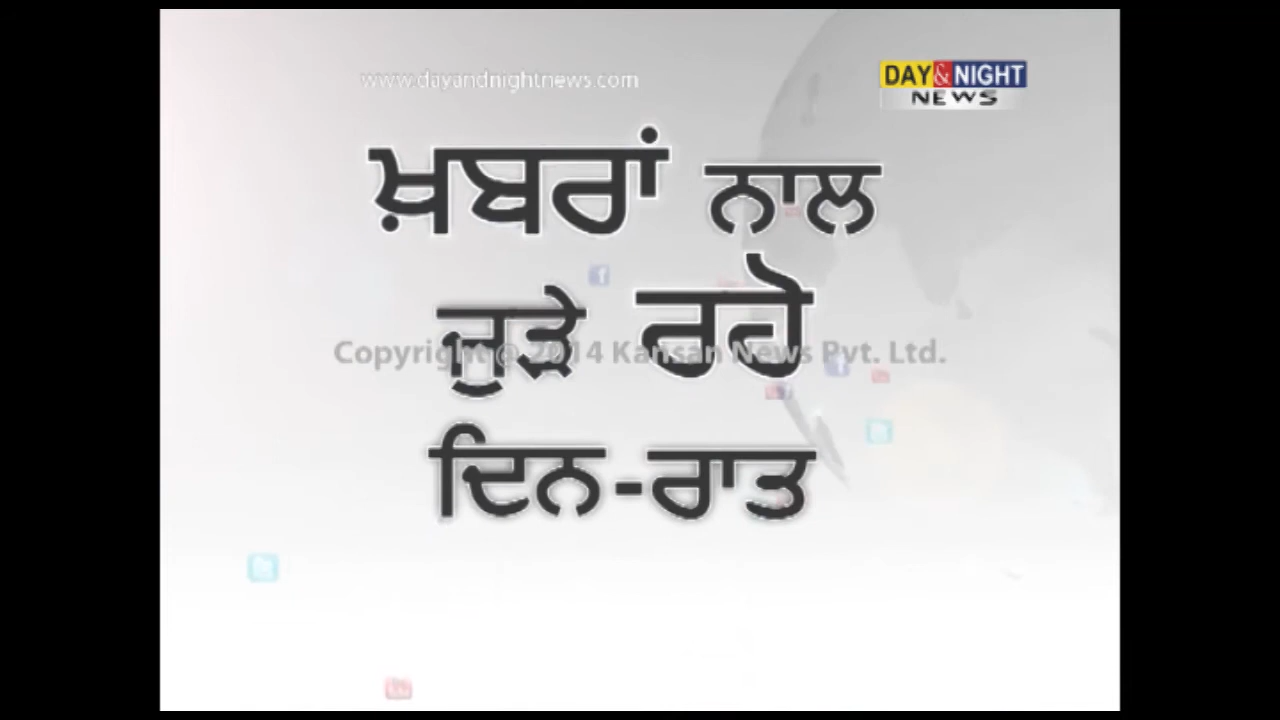 www.dayandnightnews.com
DAY&NIGHT
NEWS
ਖ਼ਬਰਾਂ ਨਾਲ
ਜੁੜੇ ਰਹੋ
Copyright @ 2014 Kansan News Pvt. Ltd.
ਦਿਨ-ਰਾਤ